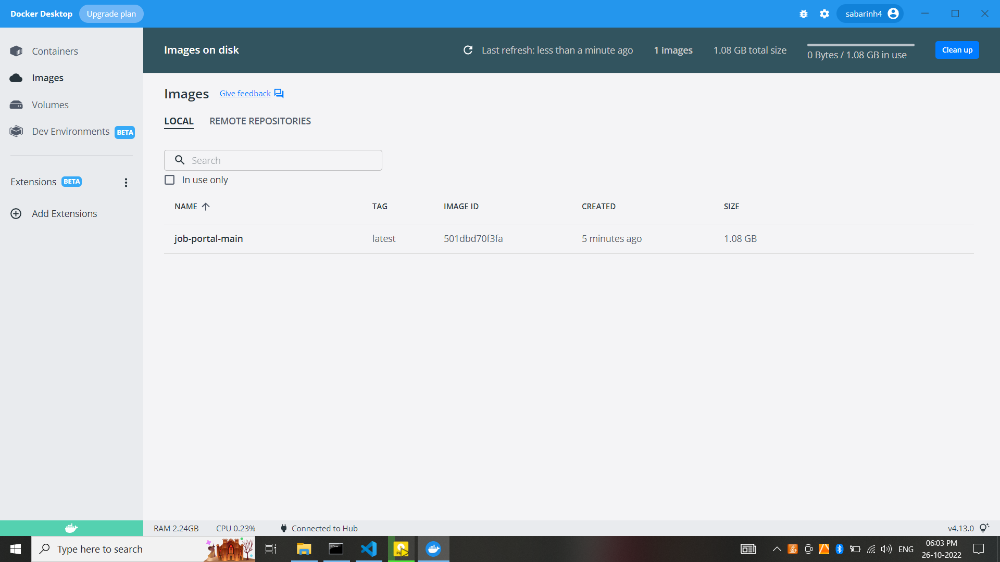 Docker Desktop
Upgrade plan
sabarinh4
Containers
Images
Volumes
Dev Environments BETA
Extensions BETA
Add Extensions
Images on disk
Last refresh: less than a minute ago
1 images
1.08 GB total size
0 Bytes / 1.08 GB in use
Clean up
Images
Give feedback
LOCAL
REMOTE REPOSITORIES
Search
In use only
NAME TAG IMAGE ID CREATED SIZE
job-portal-main latest 501dbd70f3fa 5 minutes ago 1.08 GB
RAM 2.24GB CPU 0.23% Connected to Hub
v4.13.0
Type here to search
ENG
06:03 PM
26-10-2022